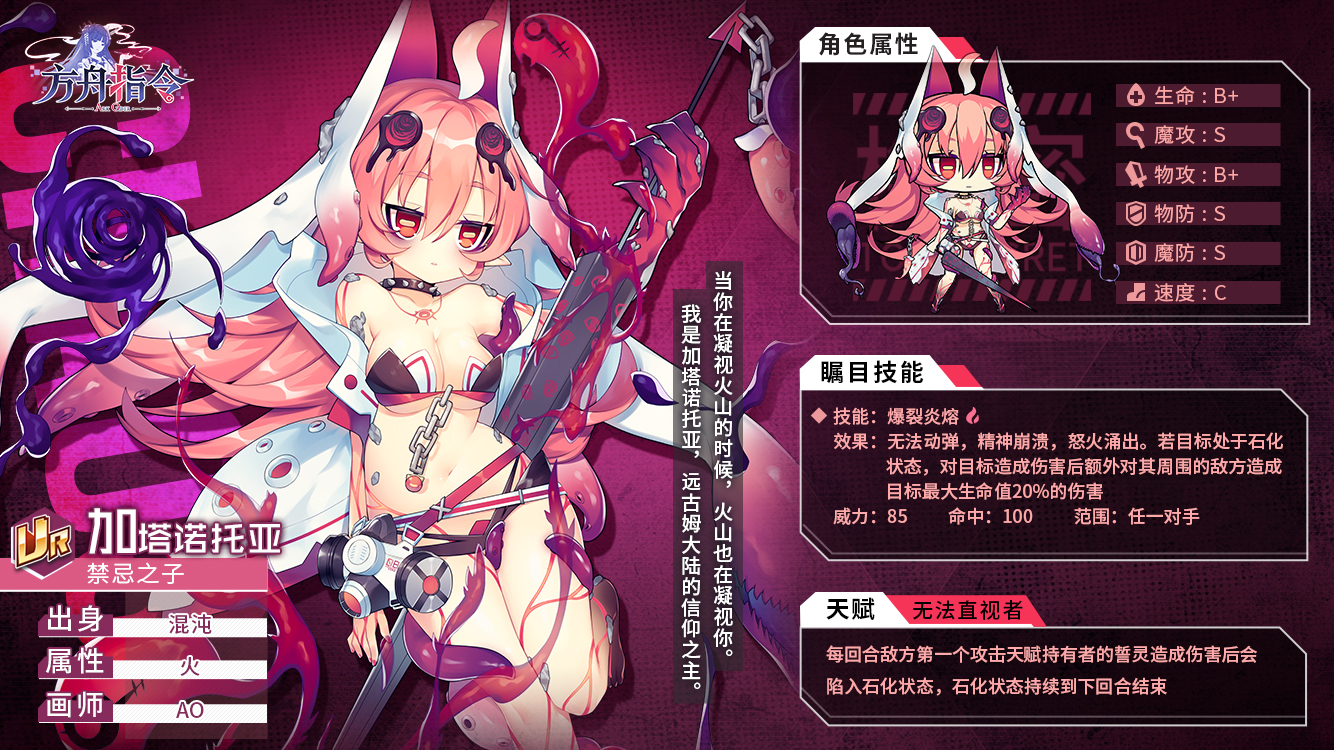 方舟指令
ARK ORDER
UR
加塔诺托亚
禁忌之子
出身 混沌
属性 火
画师 AO
当你在凝视火山的时候，火山也在凝视你。
我是加塔诺托亚，远古姆大陆的信仰之主。
角色属性
生命：B+
魔攻：S
物攻：B+
物防：S
魔防：S
速度：C
瞩目技能
技能：爆裂炎熔
效果：无法动弹，精神崩溃，怒火涌出。若目标处于石化
状态，对目标造成伤害后额外对其周围的敌方造成
目标最大生命值20%的伤害
威力：85 命中：100 范围：任一对手
天赋 无法直视者
每回合敌方第一个攻击天赋持有者的誓灵造成伤害后会
陷入石化状态，石化状态持续到下回合结束